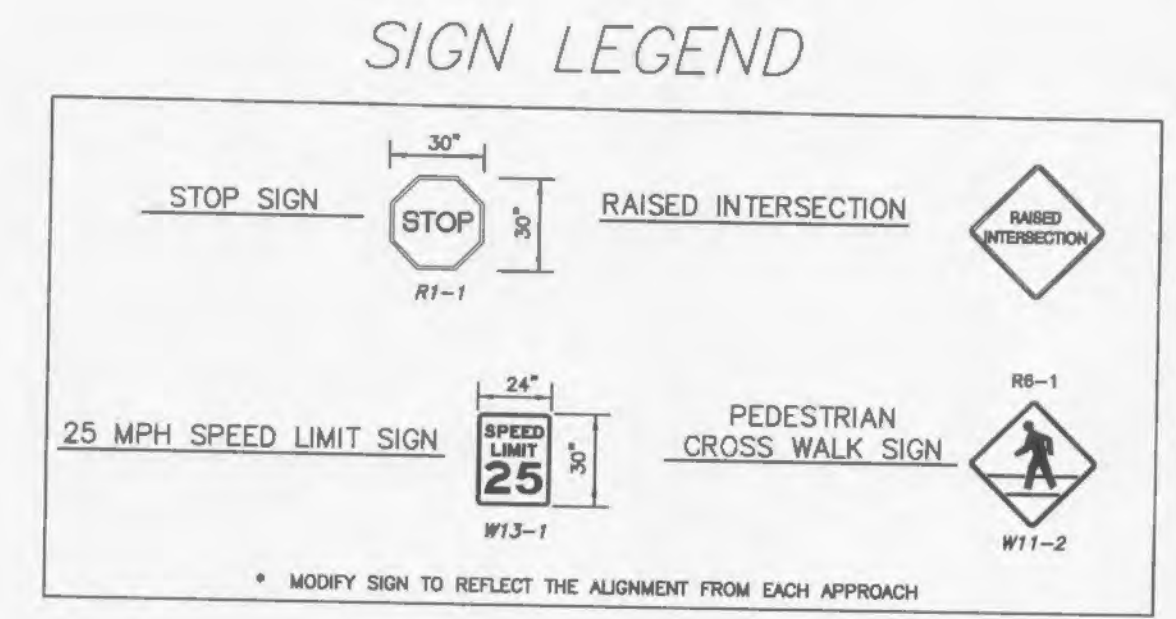 SIGN LEGEND
STOP SIGN
30"
STOP
30"
R1-1
RAISED INTERSECTION
RAISED
INTERSECTION
25 MPH SPEED LIMIT SIGN
24"
SPEED
LIMIT
25
30"
W13-1
PEDESTRIAN
CROSS WALK SIGN
R6-1
W11-2
* MODIFY SIGN TO REFLECT THE ALIGNMENT FROM EACH APPROACH